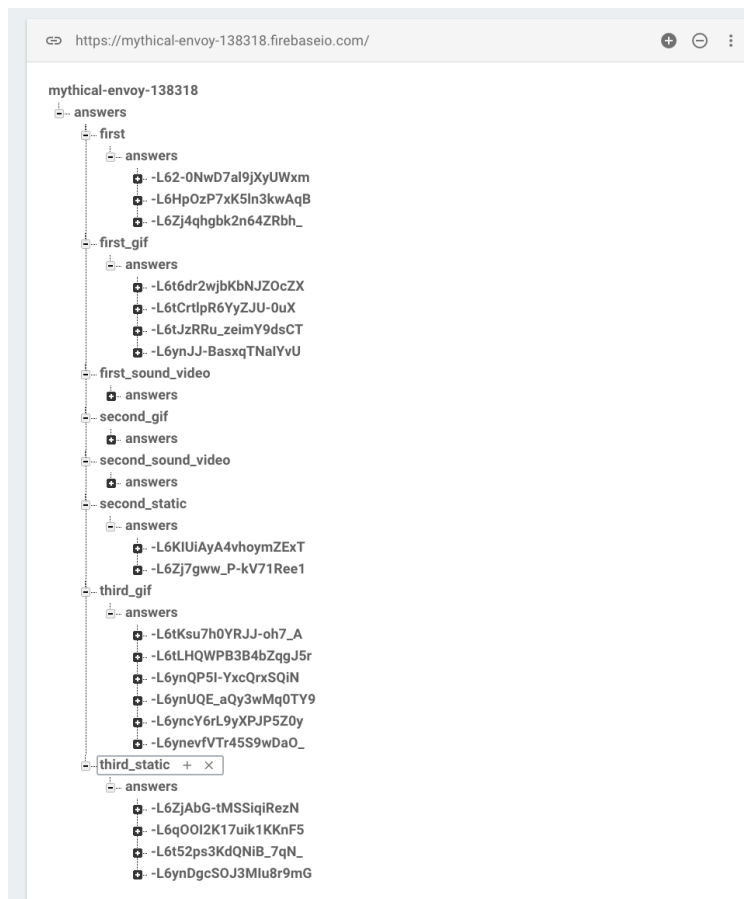 https://mythical-envoy-138318.firebaseio.com/
mythical-envoy-138318
answers
first
answers
-L62-0NwD7al9jXyUWxm
-L6HpOzP7xK5ln3kwAqB
-L6Zj4qhgbk2n64ZRbh_
first_gif
answers
-L6t6dr2wjbKbNJZOcZX
-L6tCrtlpR6YyZJU-0uX
-L6tJzRRu_zeimY9dsCT
-L6ynJJ-BasxqTNaIYvU
first_sound_video
answers
second_gif
answers
second_sound_video
answers
second_static
answers
-L6KlUiAyA4vhoymZExT
-L6Zj7gww_P-kV71Ree1
third_gif
answers
-L6tKsu7h0YRJJ-oh7_A
-L6tLHQWPB3B4bZqgJ5r
-L6ynQP5I-YxcQrxSQiN
-L6ynUQE_aQy3wMq0TY9
-L6yncY6rL9yXPJP5Z0y
-L6ynevfVTr45S9wDaO_
third_static
answers
-L6ZjAbG-tMSSiqiRezN
-L6qOOI2K17uik1KKnF5
-L6t52ps3KdQNiB_7qN_
-L6ynDgcSOJ3MIu8r9mG